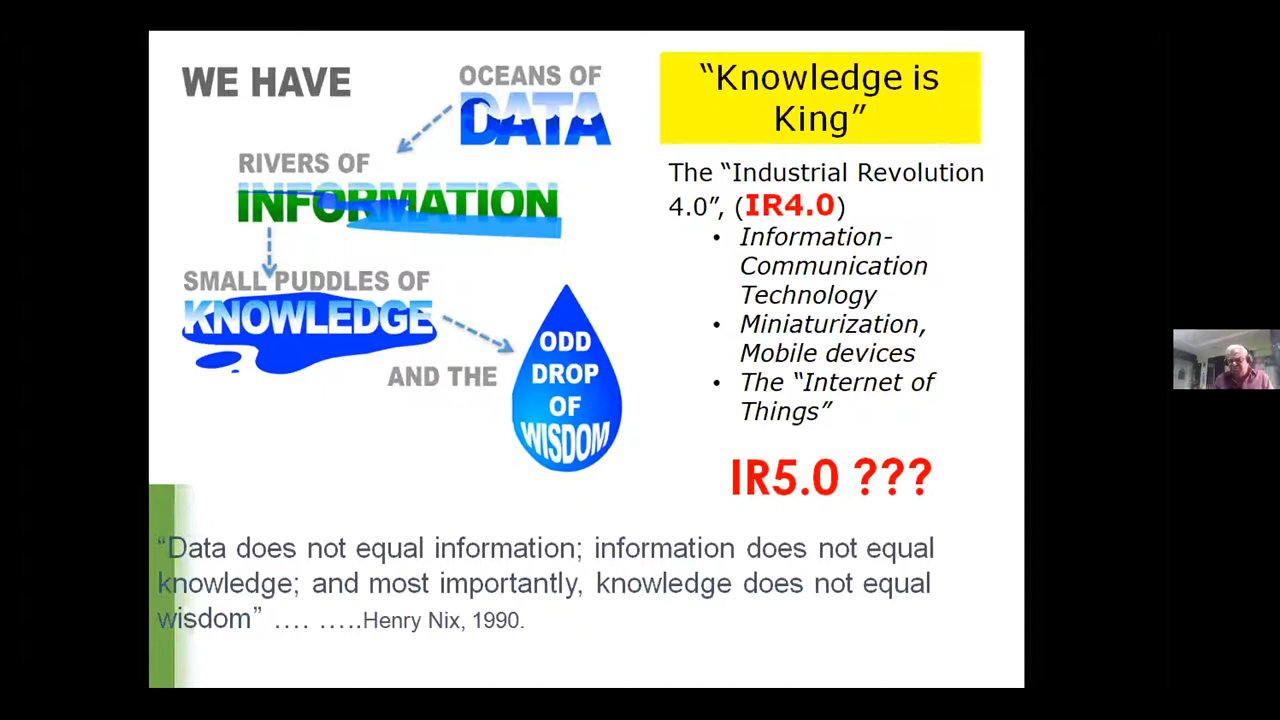 WE HAVE
OCEANS OF
DATA
RIVERS OF
INFORMATION
SMALL PUDDLES OF
KNOWLEDGE
AND THE
ODD
DROP
OF
WISDOM
“Knowledge is
King”
The “Industrial Revolution
4.0”, (IR4.0)
• Information-
Communication
Technology
• Miniaturization,
Mobile devices
• The “Internet of
Things”
IR5.0 ???
“Data does not equal information; information does not equal
knowledge; and most importantly, knowledge does not equal
wisdom” .... .....Henry Nix, 1990.